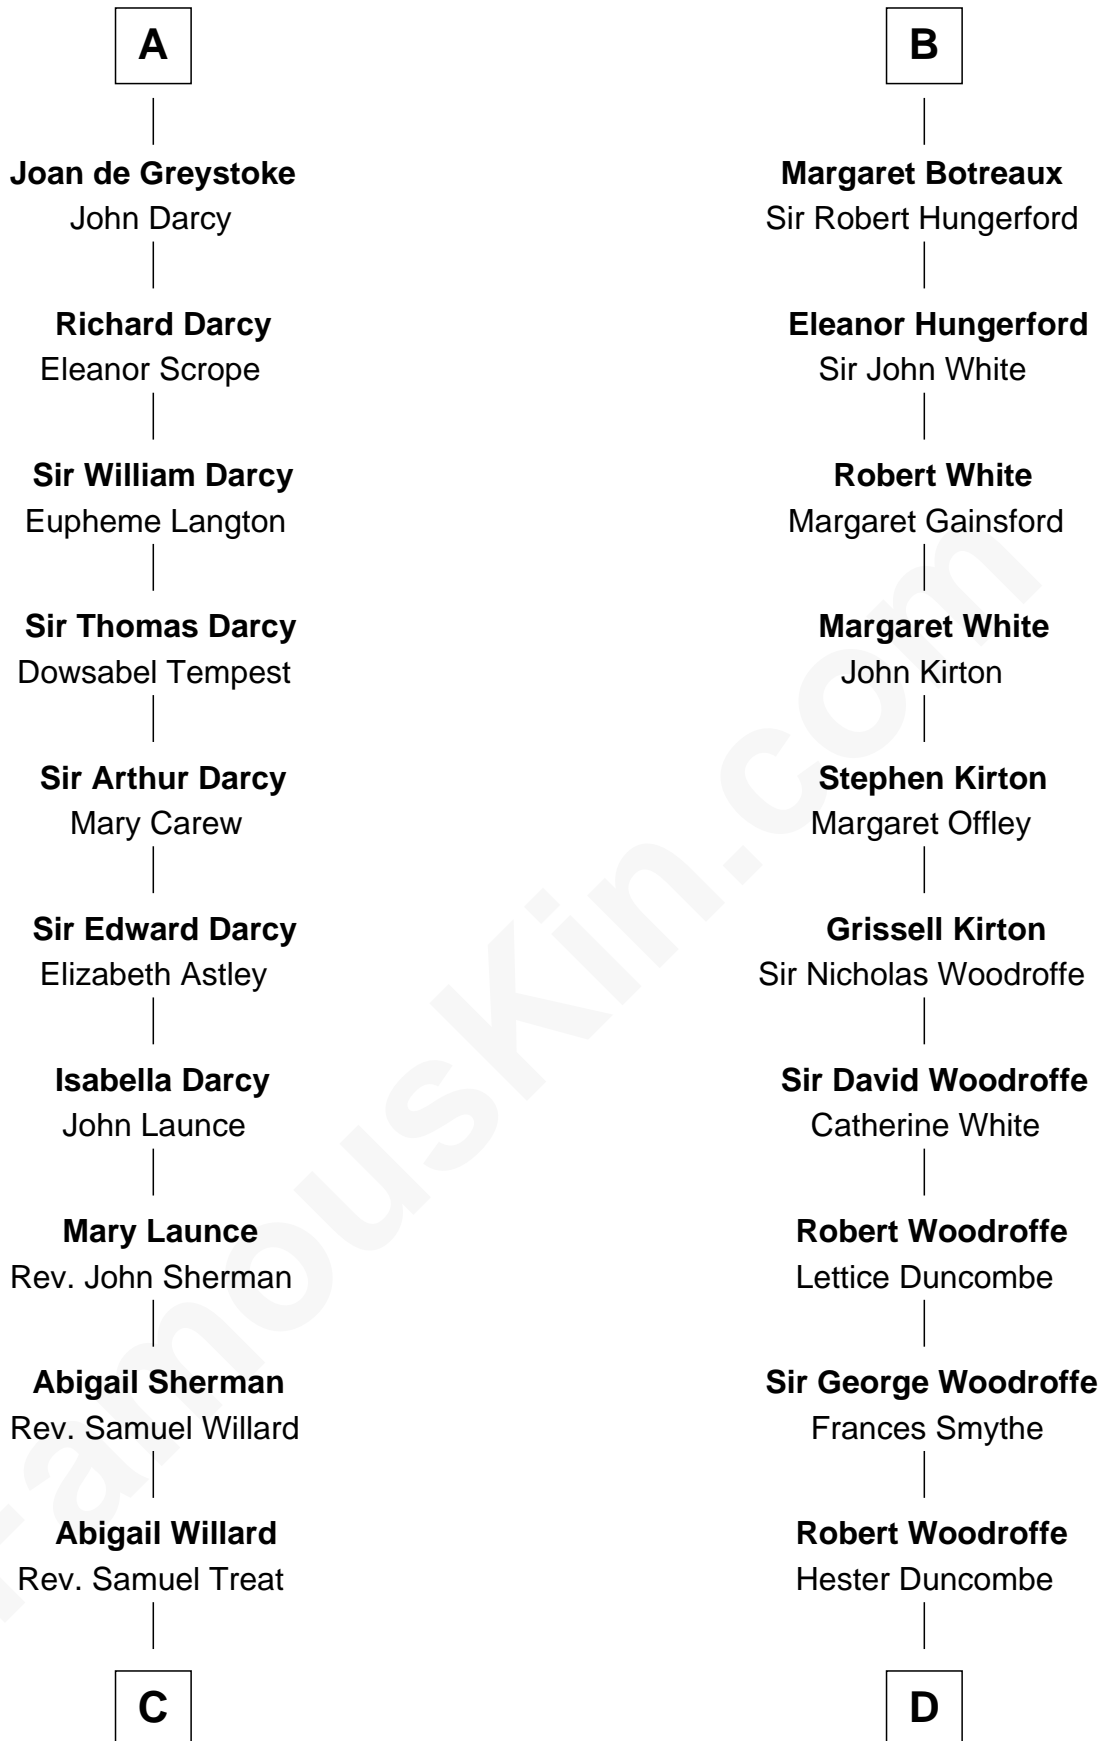 A
Joan de Greystoke
John Darcy
Richard Darcy
Eleanor Scrope
Sir William Darcy
Eupheme Langton
Sir Thomas Darcy
Dowsabel Tempest
Sir Arthur Darcy
Mary Carew
Sir Edward Darcy
Elizabeth Astley
Isabella Darcy
John Launce
Mary Launce
Rev. John Sherman
Abigail Sherman
Rev. Samuel Willard
Abigail Willard
Rev. Samuel Treat
C
B
Margaret Botreaux
Sir Robert Hungerford
Eleanor Hungerford
Sir John White
Robert White
Margaret Gainsford
Margaret White
John Kirton
Stephen Kirton
Margaret Offley
Grissell Kirton
Sir Nicholas Woodroffe
Sir David Woodroffe
Catherine White
Robert Woodroffe
Lettice Duncombe
Sir George Woodroffe
Frances Smythe
Robert Woodroffe
Hester Duncombe
D
FamousKin.com